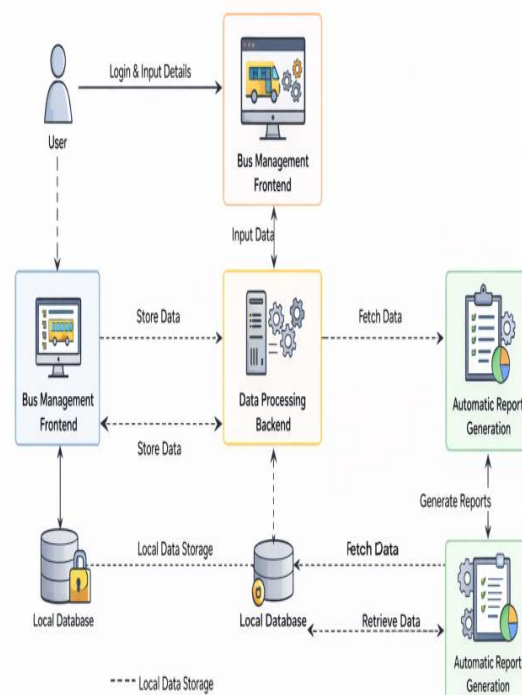 Login & Input Details
User
Bus Management
Frontend
Input Data
Store Data
Fetch Data
Bus Management
Frontend
Data Processing
Backend
Automatic Report
Generation
Store Data
Generate Reports
Local Data Storage
Fetch Data
Local Database
Local Database
Retrieve Data
Automatic Report
Generation
Local Data Storage